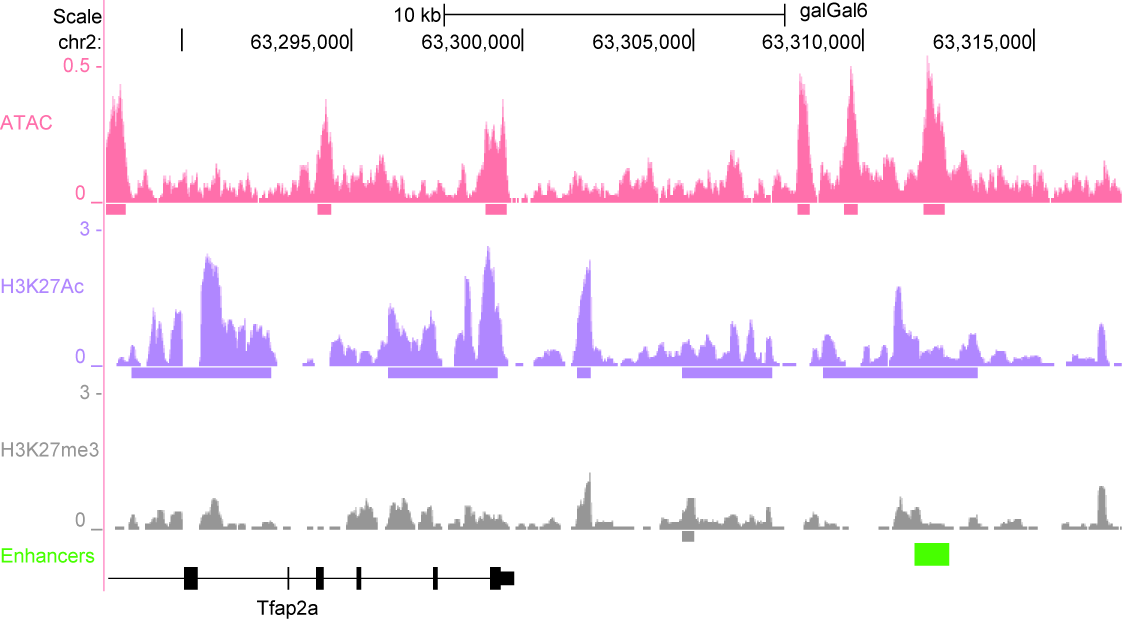 Scale 10 kb galGal6
chr2: 63,295,000 63,300,000 63,305,000 63,310,000 63,315,000
0.5
ATAC
0
3
H3K27Ac
0
3
H3K27me3
0
Enhancers
Tfap2a